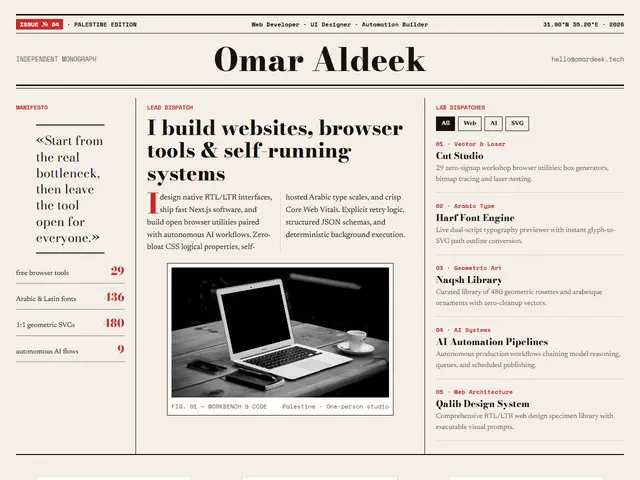 ISSUE № 04 · PALESTINE EDITION
Web Developer · UI Designer · Automation Builder
31.90°N 35.20°E · 2026
INDEPENDENT MONOGRAPH
Omar Aldeek
hello@omardeek.tech
MANIFESTO
«Start from
the real
bottleneck,
then leave
the tool
open for
everyone.»
free browser tools 29
Arabic & Latin fonts 436
1:1 geometric SVGs 480
autonomous AI flows 9
LEAD DISPATCH
I build websites, browser
tools & self-running
systems
I design native RTL/LTR interfaces,
ship fast Next.js software, and
build open browser utilities paired
with autonomous AI workflows. Zero-
bloat CSS logical properties, self-
hosted Arabic type scales, and crisp
Core Web Vitals. Explicit retry logic,
structured JSON schemas, and
deterministic background execution.
FIG. 01 — WORKBENCH & CODE
Palestine · One-person studio
LAB DISPATCHES
All Web AI SVG
01 · Vector & Laser
Cut Studio
29 zero-signup workshop browser utilities: box generators,
bitmap tracing and laser nesting.
02 · Arabic Type
Harf Font Engine
Live dual-script typography previewer with instant glyph-to-
SVG path outline conversion.
03 · Geometric Art
Naqsh Library
Curated library of 480 geometric rosettes and arabesque
ornaments with zero-cleanup vectors.
04 · AI Systems
AI Automation Pipelines
Autonomous production workflows chaining model reasoning,
queues, and scheduled publishing.
05 · Web Architecture
Qalib Design System
Comprehensive RTL/LTR web design specimen library with
executable visual prompts.